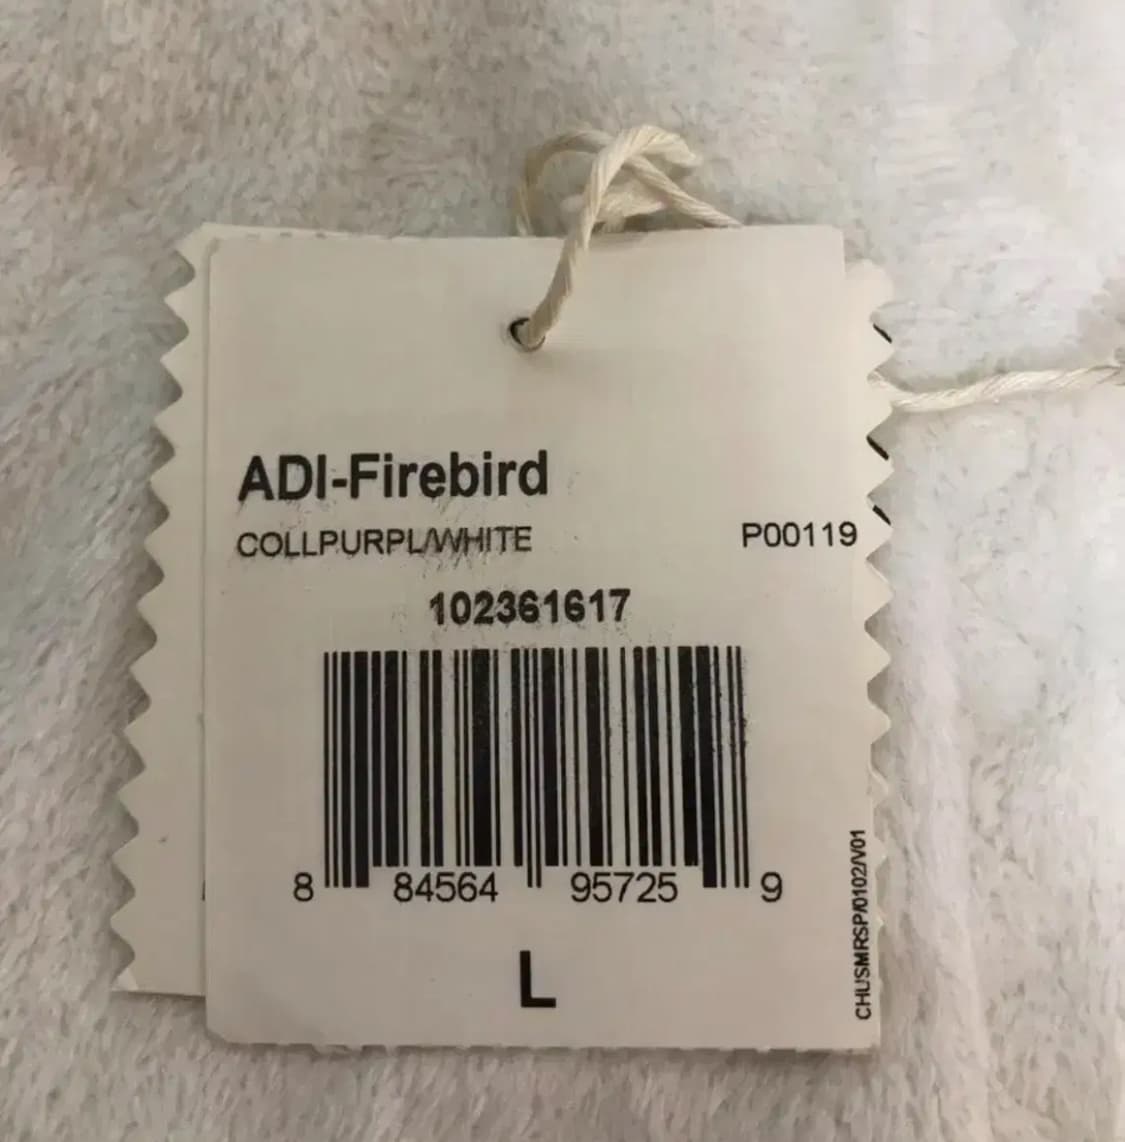 ADI-Firebird
COLLPURPL/WHITE P00119
102361617
8 84564 95725 9
L
CHUSMRSP/0102/V01